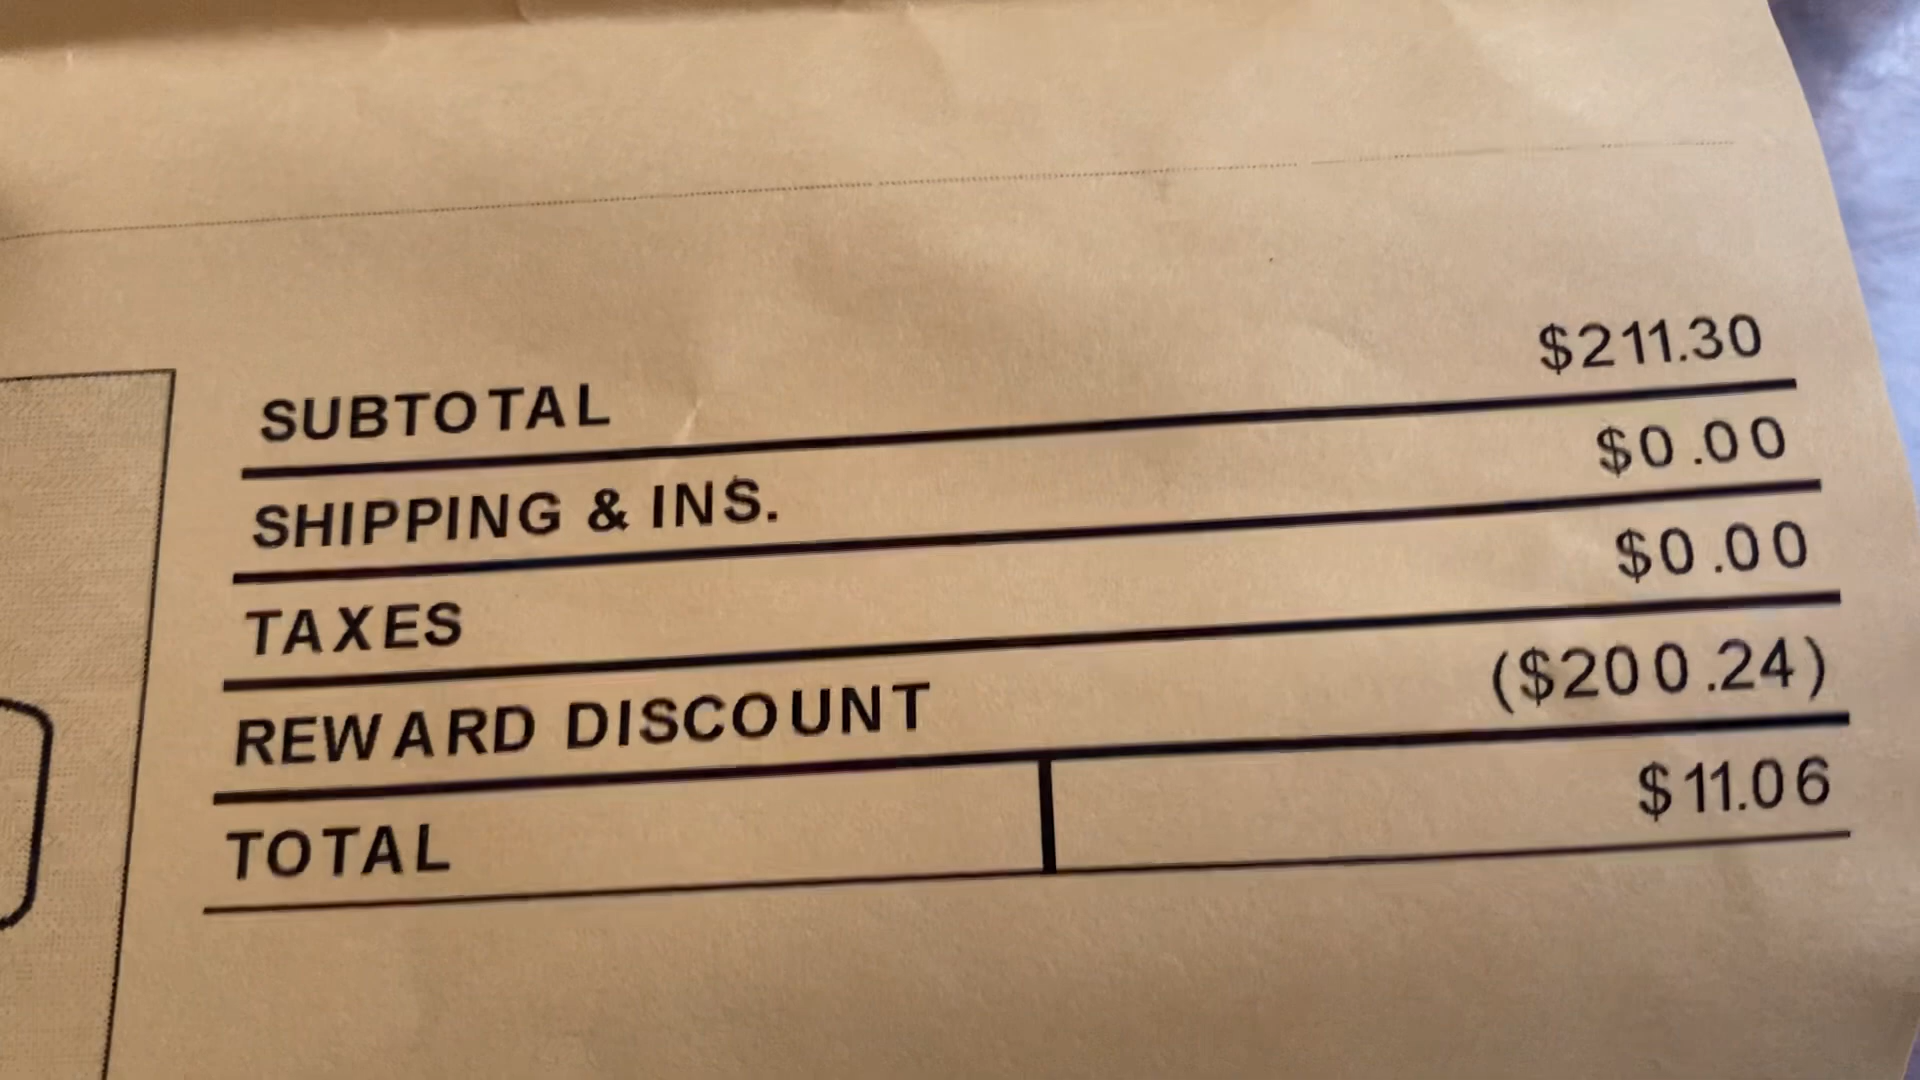 SUBTOTAL $211.30
SHIPPING & INS. $0.00
TAXES $0.00
REWARD DISCOUNT ($200.24)
TOTAL $11.06